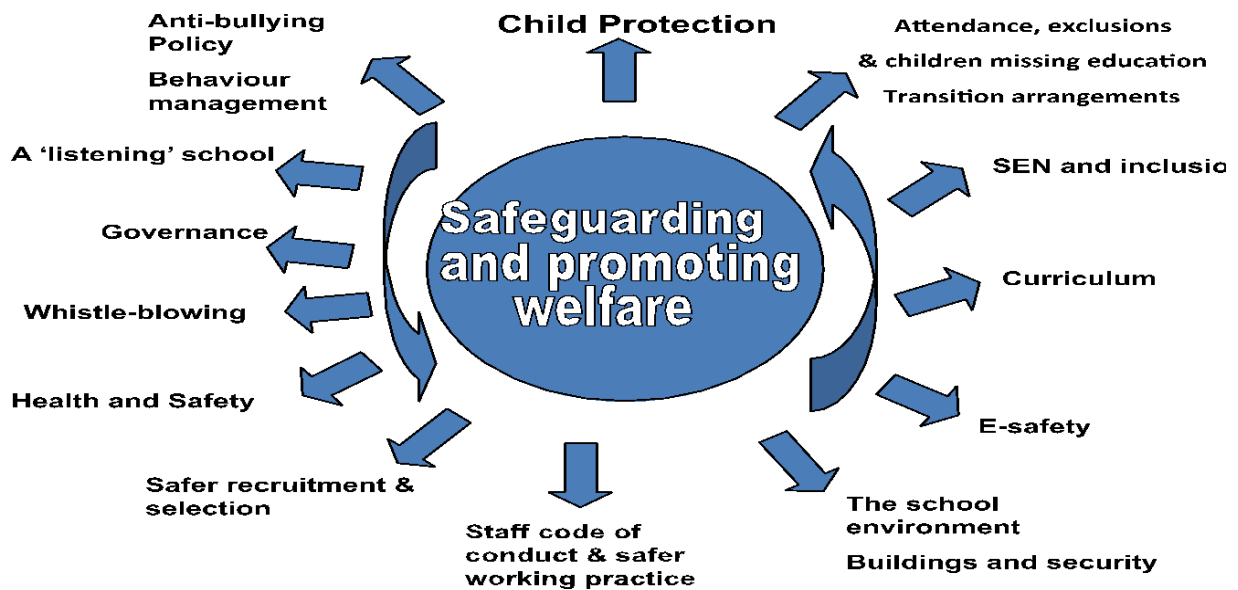 Child Protection
Attendance, exclusions
& children missing education
Transition arrangements
SEN and inclusio
Curriculum
E-safety
The school
environment
Buildings and security
Staff code of
conduct & safer
working practice
Safer recruitment &
selection
Health and Safety
Whistle-blowing
Governance
A ‘listening’ school
Anti-bullying
Policy
Behaviour
management
Safeguarding
and promoting
welfare